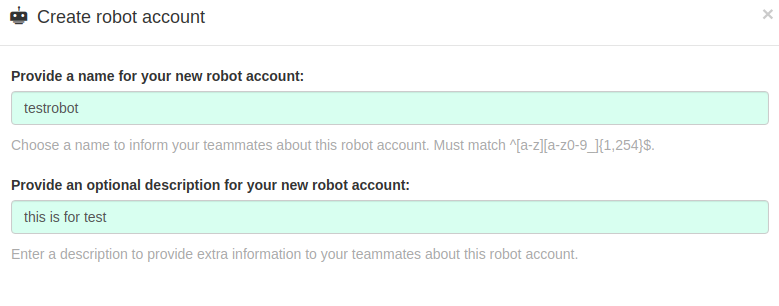 Create robot account
×
Provide a name for your new robot account:
testrobot
Choose a name to inform your teammates about this robot account. Must match ^[a-z][a-z0-9_]{1,254}$.
Provide an optional description for your new robot account:
this is for test
Enter a description to provide extra information to your teammates about this robot account.